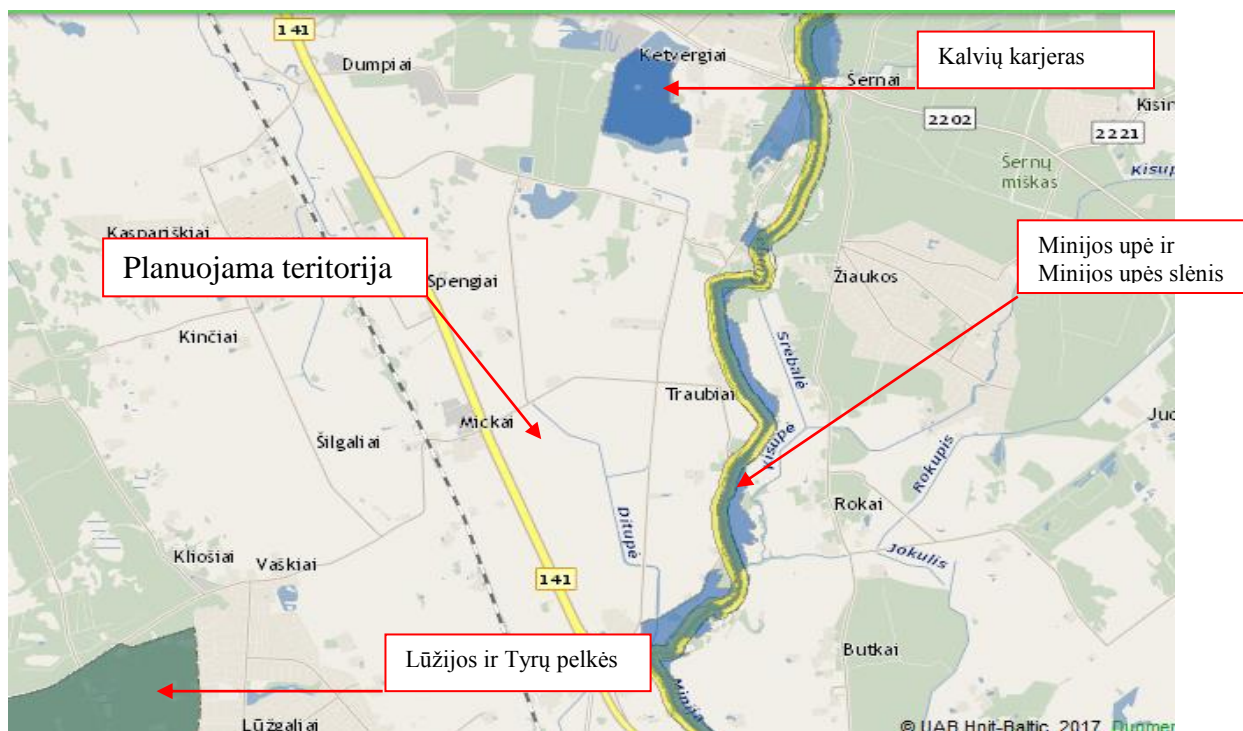 141
Ketvergiai
Kalvių karjeras
Dumpiai
Šernai
2202
Kisin
2221
Šernų
miškas
Kisup
Kaspariškiai
Minijos upė ir
Minijos upės slėnis
Planuojama teritorija
Spengiai
Žiaukos
Kinčiai
Srebalė
Traubiai
Mickai
Juc
Šilgaliai
Kisupė
Rokupis
Rokai
Ditupė
Kliošiai
Vaškiai
Jokulis
141
Lūžijos ir Tyrų pelkės
Butkai
Minija
Lūžgaliai
© UAB Hnit-Baltic, 2017,